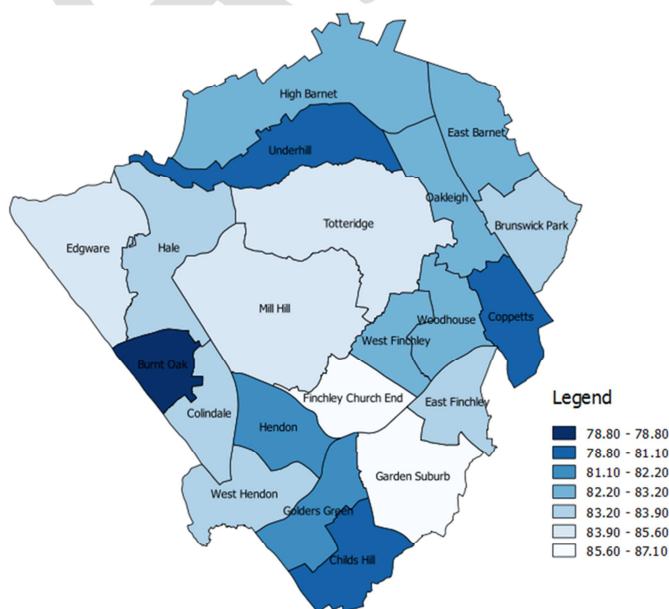 High Barnet
East Barnet
Underhill
Oakleigh
Totteridge
Brunswick Park
Edgware
Hale
Mill Hill
Coppetts
Woodhouse
West Finchley
Burnt Oak
Finchley Church End
East Finchley
Colindale
Hendon
Garden Suburb
West Hendon
Golders Green
Childs Hill
Legend
78.80 - 78.80
78.80 - 81.10
81.10 - 82.20
82.20 - 83.20
83.20 - 83.90
83.90 - 85.60
85.60 - 87.10